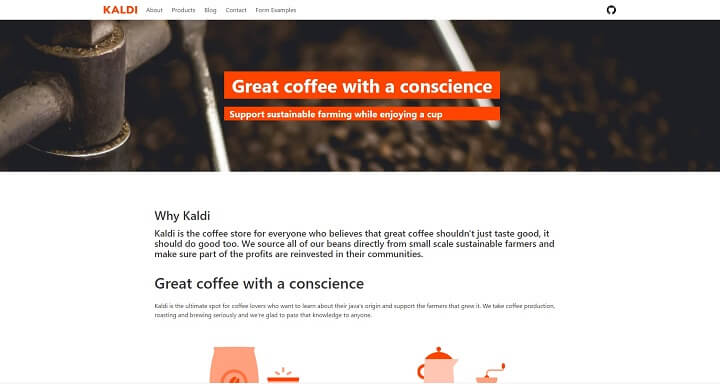 KALDI About Products Blog Contact Form Examples
Great coffee with a conscience
Support sustainable farming while enjoying a cup
Why Kaldi
Kaldi is the coffee store for everyone who believes that great coffee shouldn't just taste good, it
should do good too. We source all of our beans directly from small scale sustainable farmers and
make sure part of the profits are reinvested in their communities.
Great coffee with a conscience
Kaldi is the ultimate spot for coffee lovers who want to learn about their java's origin and support the farmers that grew it. We take coffee production,
roasting and brewing seriously and we're glad to pass that knowledge to anyone.